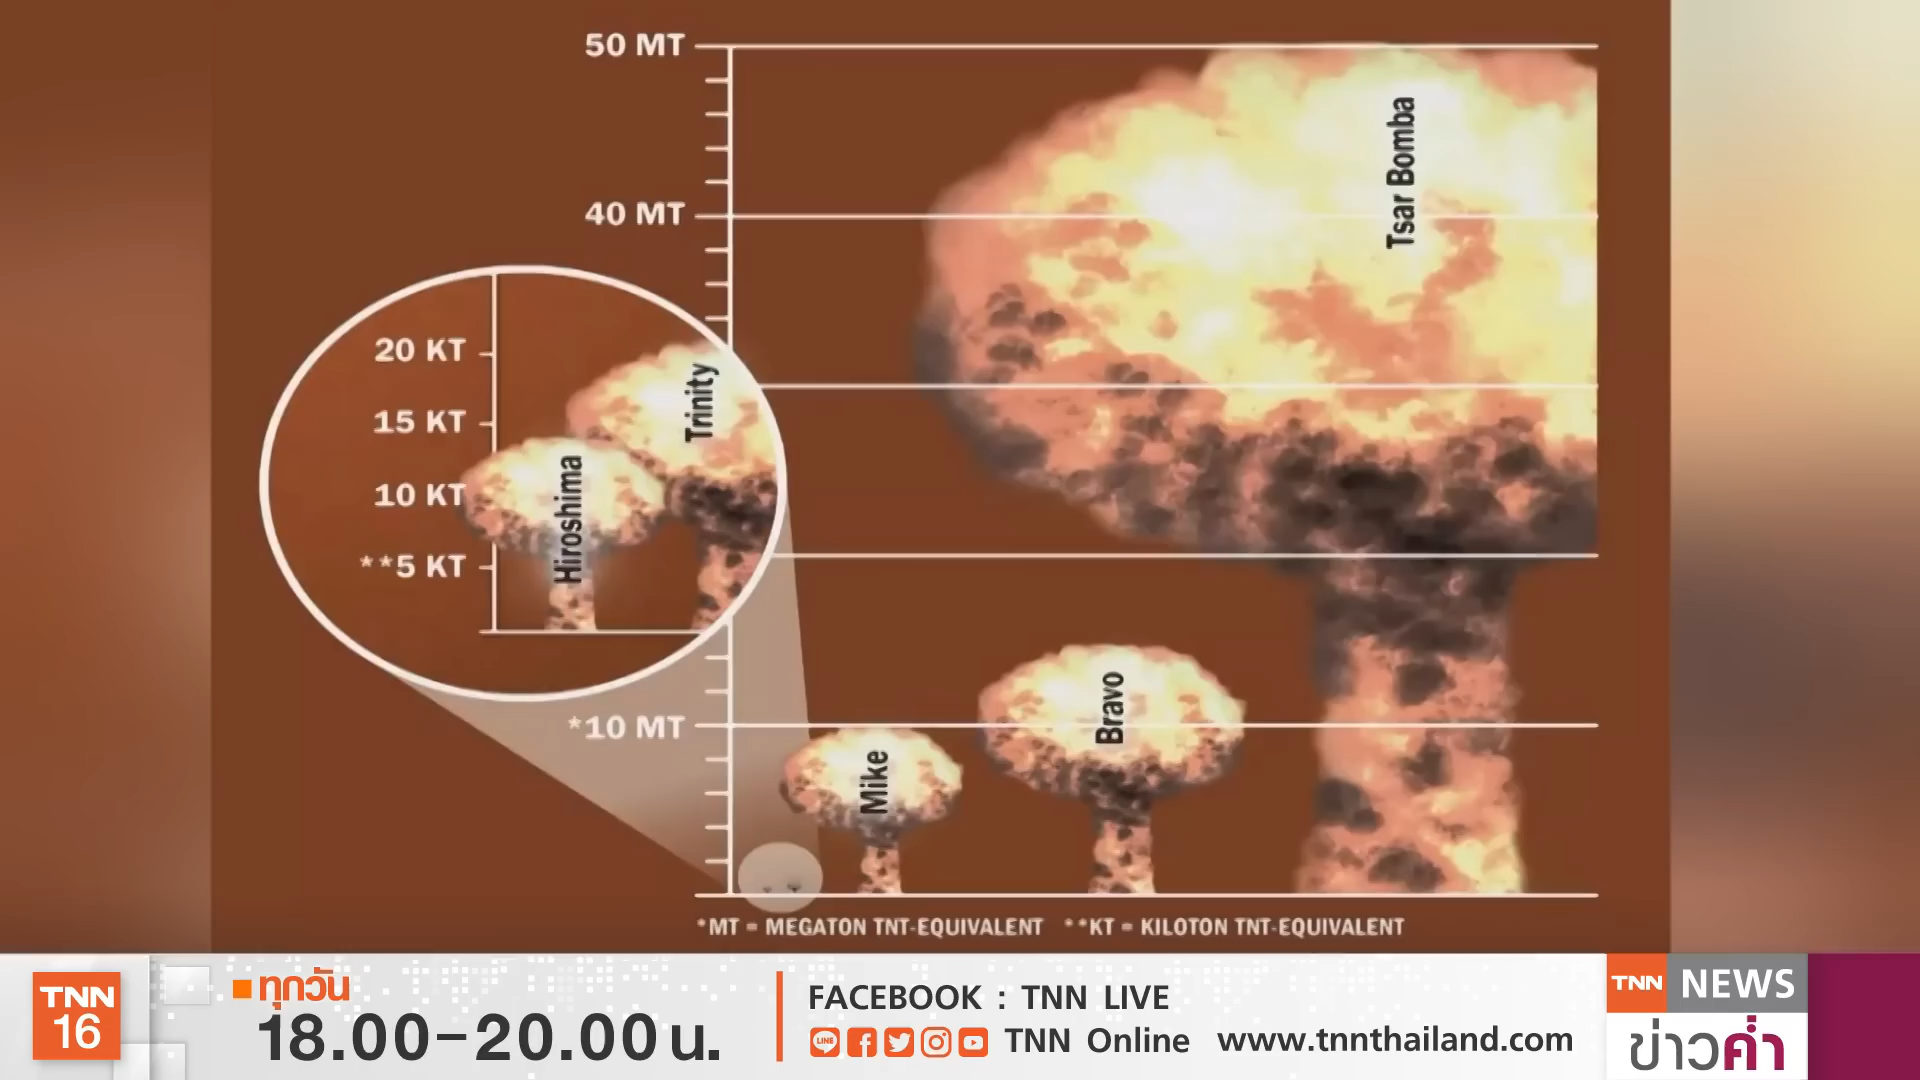 50 MT
40 MT
*10 MT
20 KT
15 KT
10 KT
**5 KT
Hiroshima
Trinity
Mike
Bravo
Tsar Bomba
*MT = MEGATON TNT-EQUIVALENT **KT = KILOTON TNT-EQUIVALENT
TNN
16
ทุกวัน
18.00-20.00 น.
FACEBOOK : TNN LIVE
LINE
TNN Online www.tnnthailand.com
TNN NEWS
ข่าวค่ำ